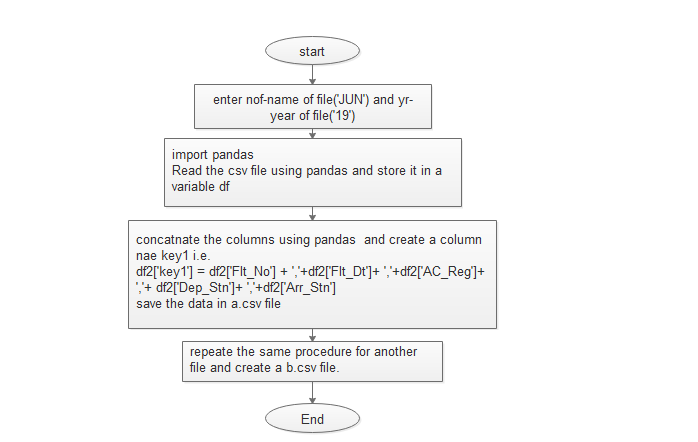 start
enter nof-name of file('JUN') and yr-
year of file('19')
import pandas
Read the csv file using pandas and store it in a
variable df
concatnate the columns using pandas  and create a column
nae key1 i.e.
df2['key1'] = df2['Flt_No'] + ','+df2['Flt_Dt']+ ','+df2['AC_Reg']+
','+ df2['Dep_Stn']+ ','+df2['Arr_Stn']
save the data in a.csv file
repeate the same procedure for another
file and create a b.csv file.
End